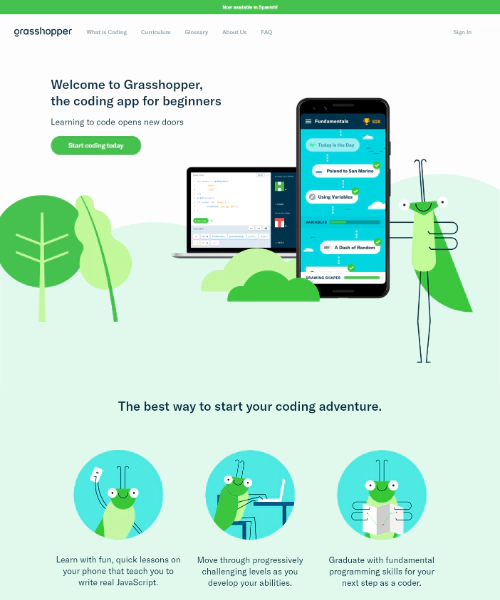 Now available in Spanish!
grasshopper
What is Coding
Curriculum
Glossary
About Us
FAQ
Sign In
Welcome to Grasshopper,
the coding app for beginners
Learning to code opens new doors
Start coding today
Fundamentals
Today is the Day
Poland to San Marino
Using Variables
VARIABLES
A Dash of Random
DRAWING SHAPES
The best way to start your coding adventure.
Learn with fun, quick lessons on
your phone that teach you to
write real JavaScript.
Move through progressively
challenging levels as you
develop your abilities.
Graduate with fundamental
programming skills for your
next step as a coder.